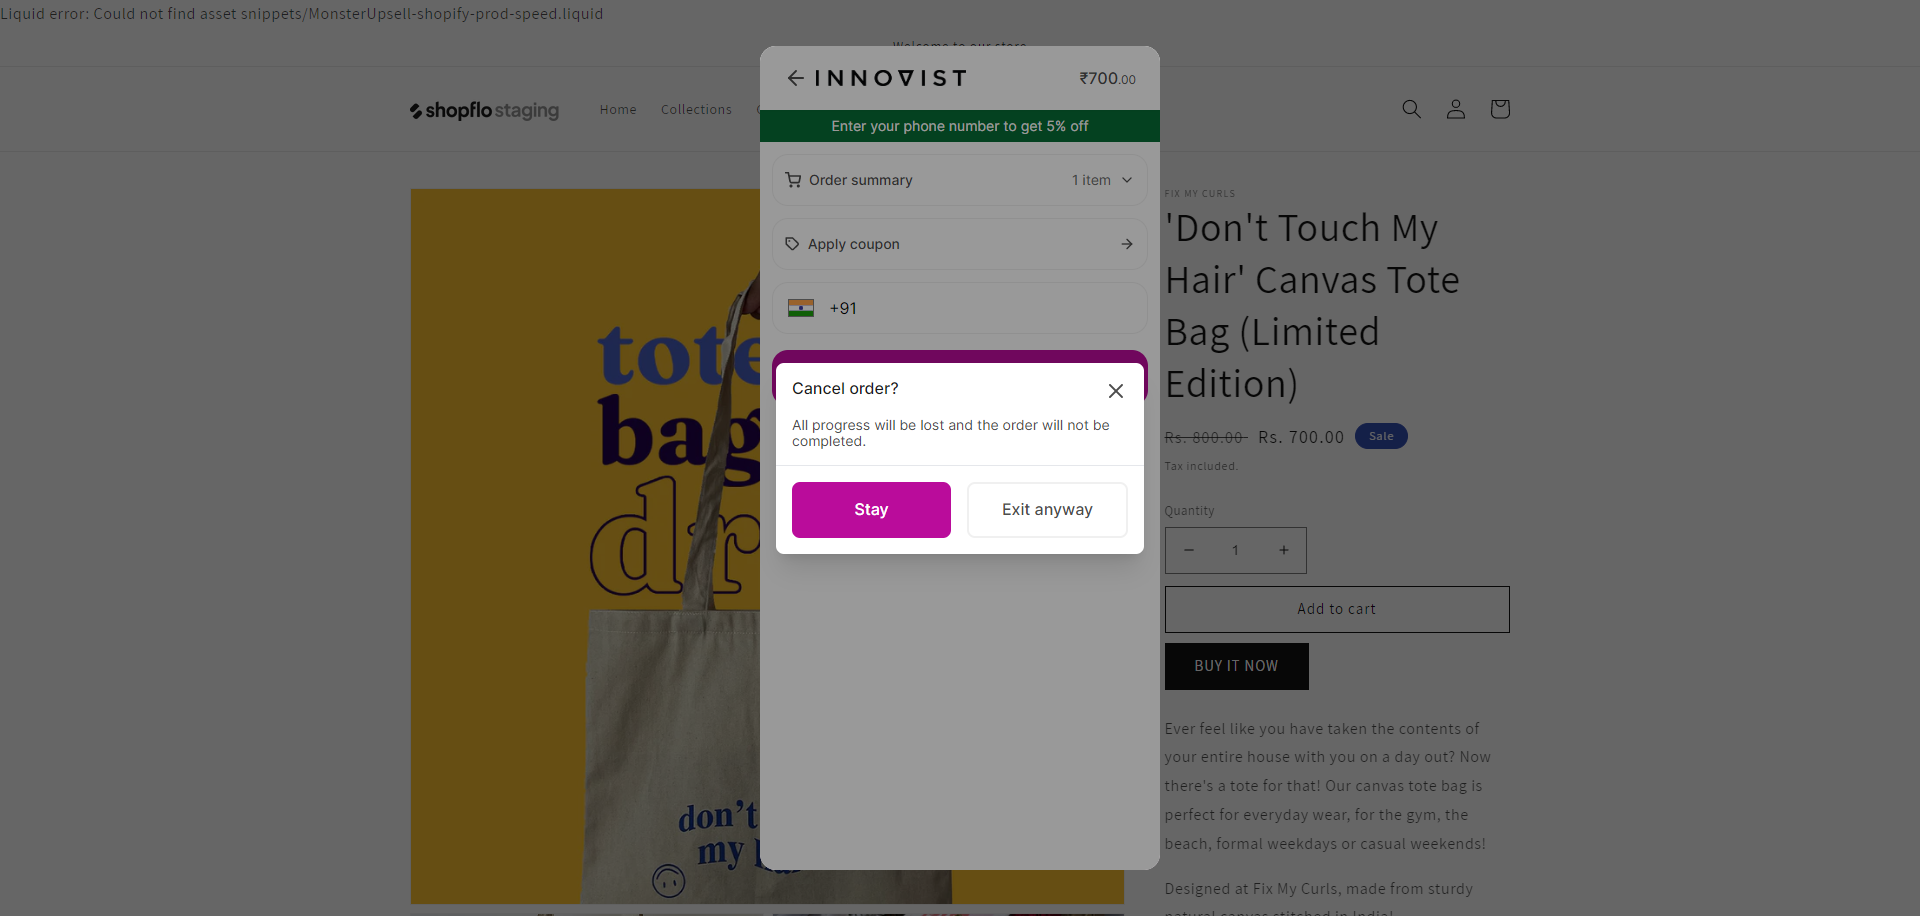 Liquid error: Could not find asset snippets/MonsterUpsell-shopify-prod-speed.liquid
Welcome to our store
shopflo staging
Home
Collections
INNOVIST
₹700.00
Enter your phone number to get 5% off
Order summary
1 item
Apply coupon
+91
Cancel order?
All progress will be lost and the order will not be
completed.
Stay
Exit anyway
tote
bag
dr
don't
my
FIX MY CURLS
'Don't Touch My
Hair' Canvas Tote
Bag (Limited
Edition)
Rs. 800.00
Rs. 700.00
Sale
Tax included.
Quantity
− 1 +
Add to cart
BUY IT NOW
Ever feel like you have taken the contents of
your entire house with you on a day out? Now
there's a tote for that! Our canvas tote bag is
perfect for everyday wear, for the gym, the
beach, formal weekdays or casual weekends!
Designed at Fix My Curls, made from sturdy
natural canvas stitched in India!